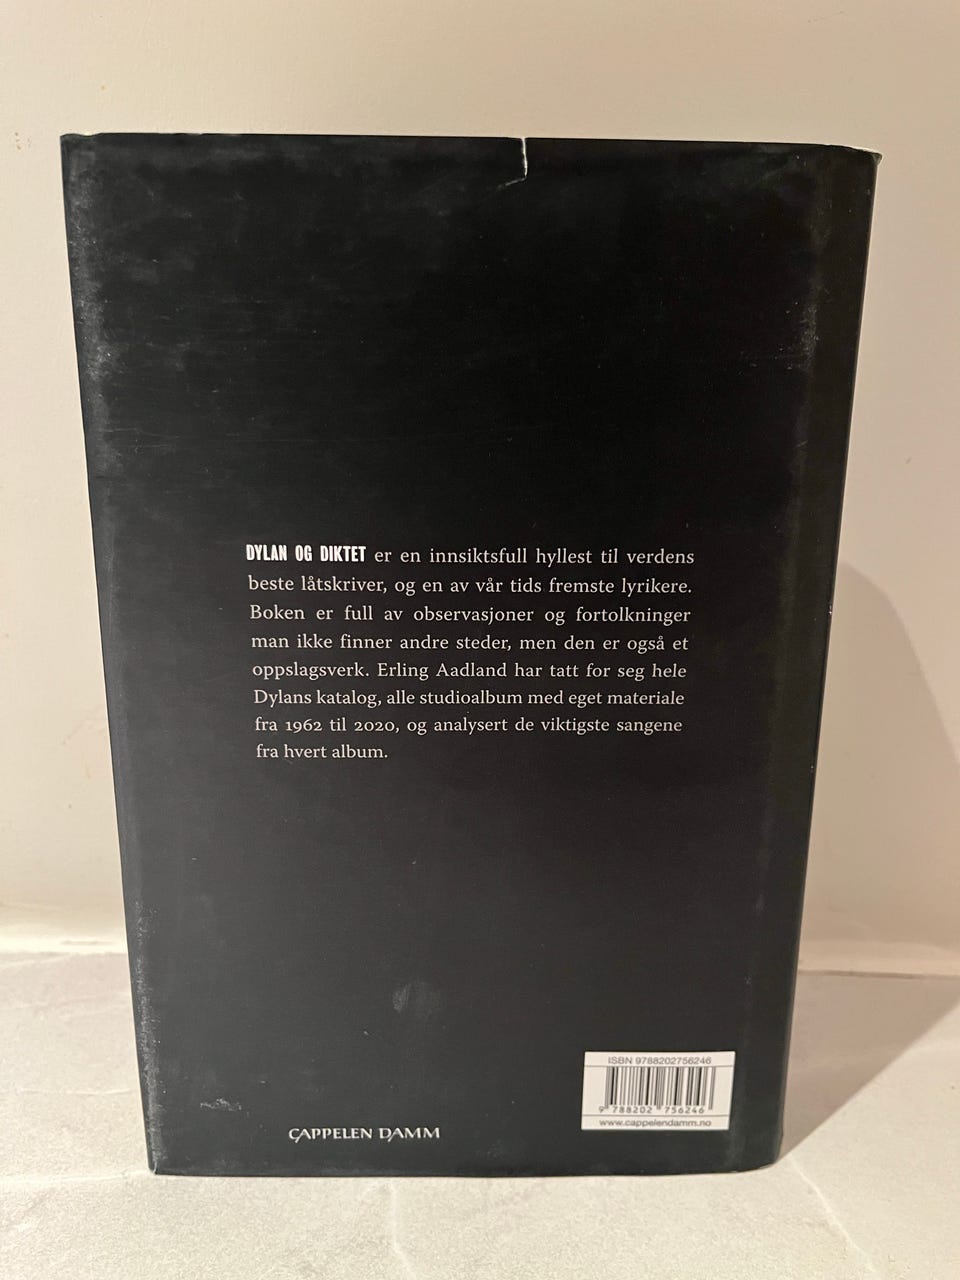 DYLAN OG DIKTET er en innsiktsfull hyllest til verdens
beste låtskriver, og en av vår tids fremste lyrikere.
Boken er full av observasjoner og fortolkninger
man ikke finner andre steder, men den er også et
oppslagsverk. Erling Aadland har tatt for seg hele
Dylans katalog, alle studioalbum med eget materiale
fra 1962 til 2020, og analysert de viktigste sangene
fra hvert album.
ISBN 9788202756246
9 788202 756246
www.cappelendamm.no
CAPPELEN DAMM